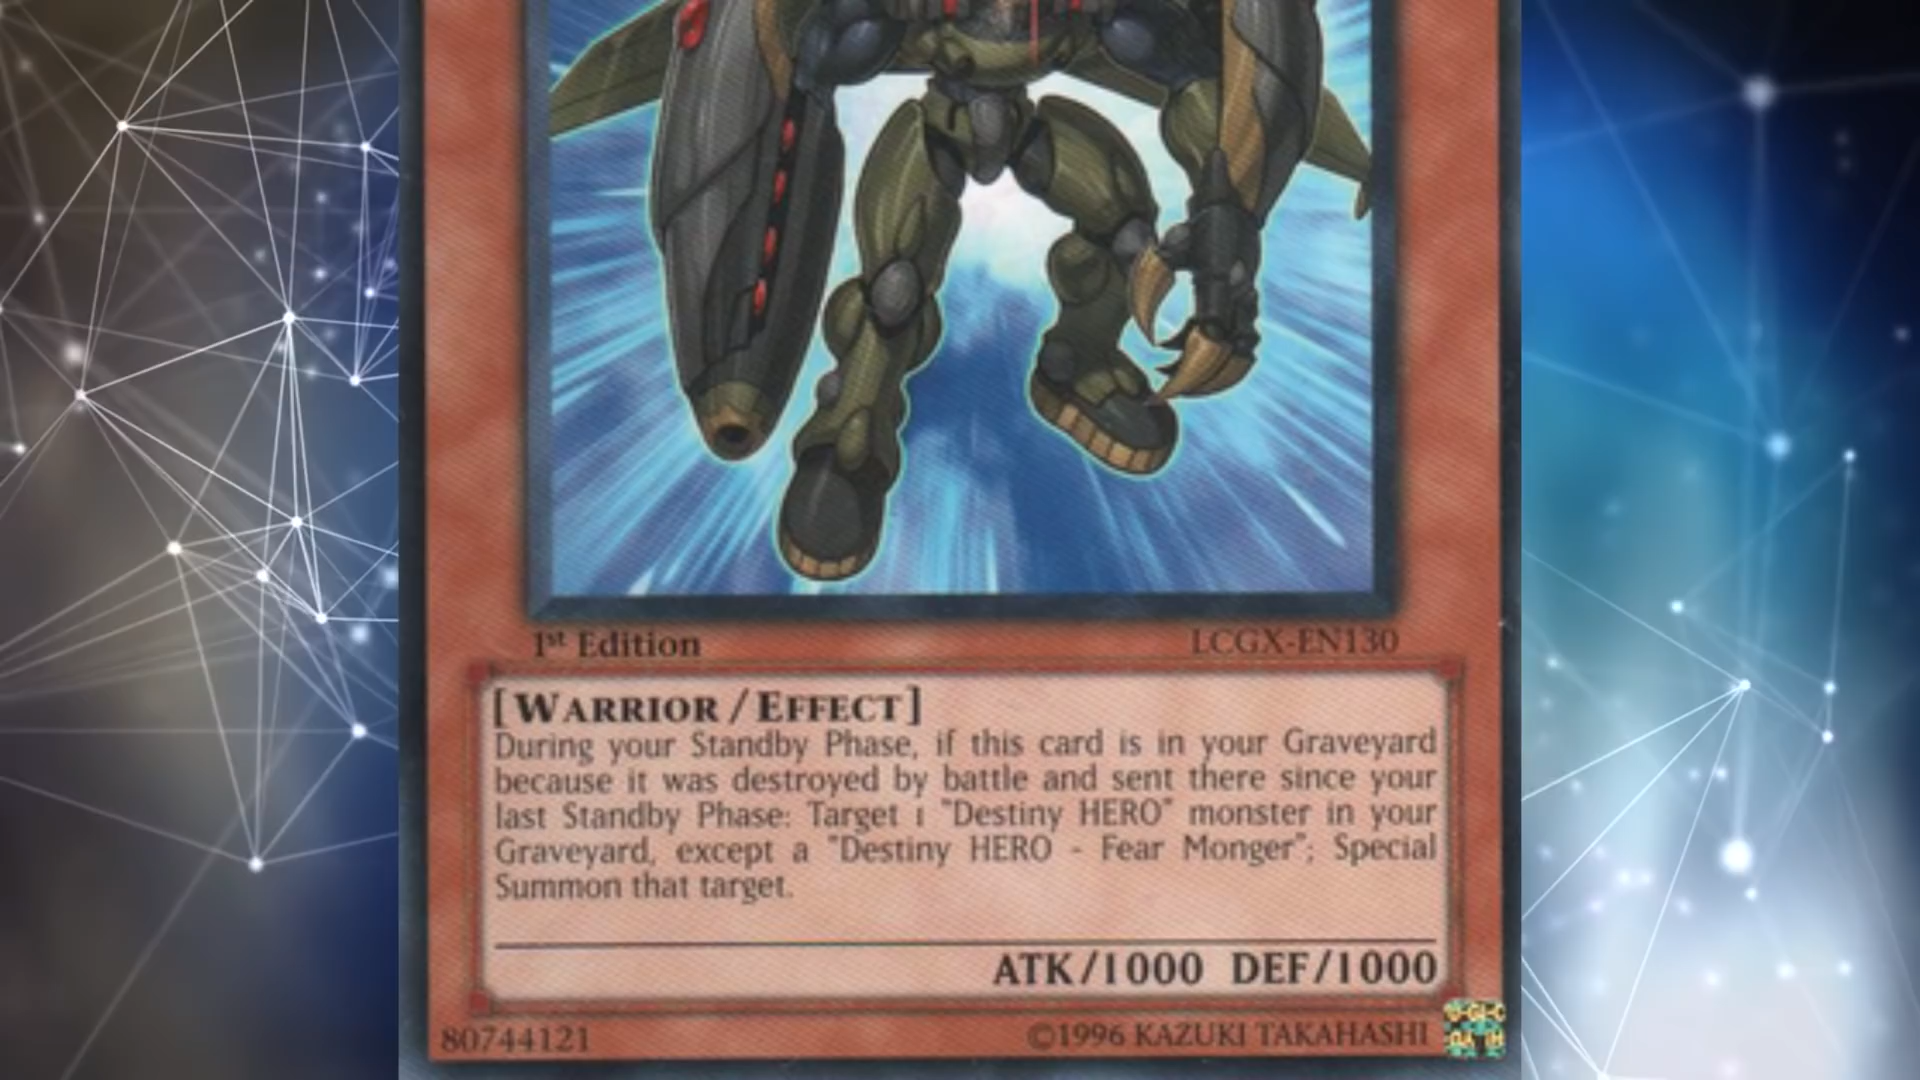 1st Edition LCGX-EN130
[WARRIOR/EFFECT]
During your Standby Phase, if this card is in your Graveyard
because it was destroyed by battle and sent there since your
last Standby Phase: Target 1 "Destiny HERO" monster in your
Graveyard, except a "Destiny HERO - Fear Monger"; Special
Summon that target.
ATK/1000 DEF/1000
80744121 ©1996 KAZUKI TAKAHASHI